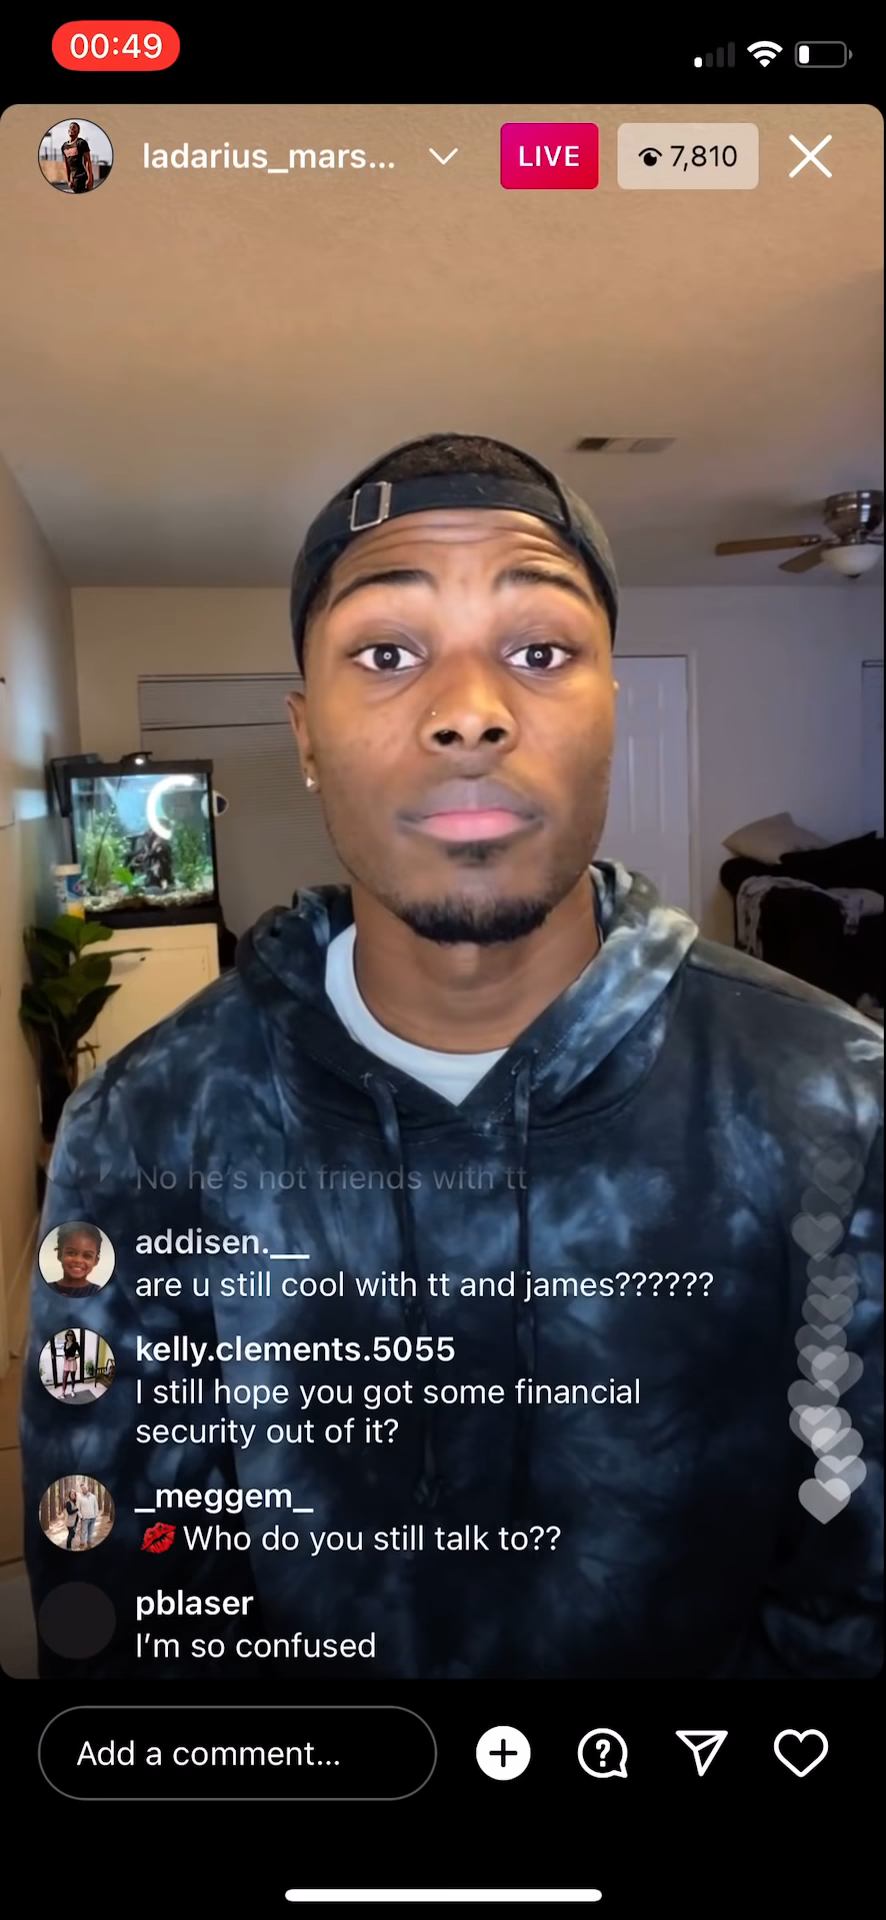 00:49
ladarius_mars...
LIVE
7,810
No he's not friends with tt
addisen.__
are u still cool with tt and james??????
kelly.clements.5055
I still hope you got some financial
security out of it?
_meggem_
💋Who do you still talk to??
pblaser
I'm so confused
Add a comment...